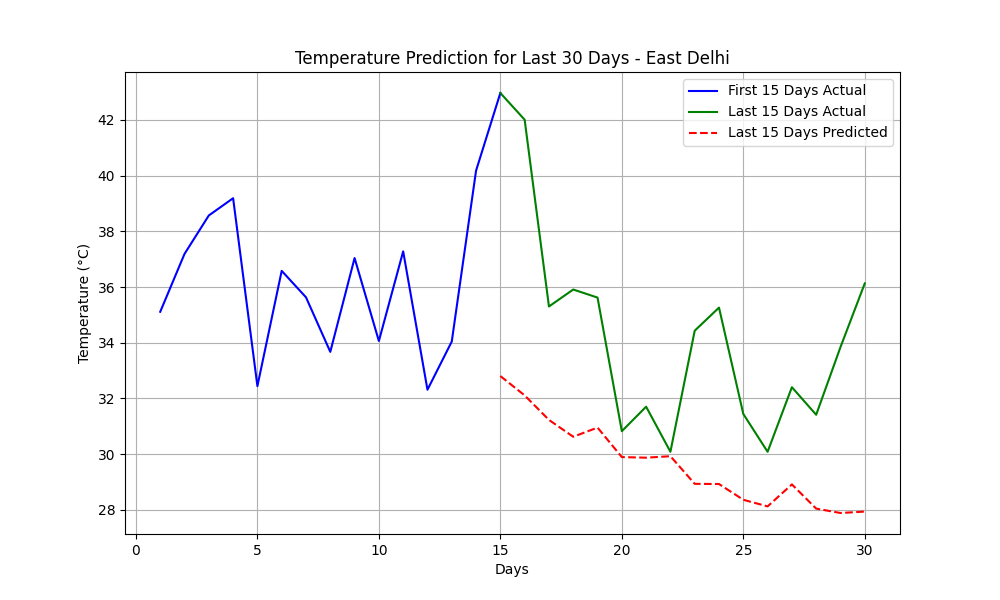 Temperature Prediction for Last 30 Days - East Delhi
First 15 Days Actual
Last 15 Days Actual
Last 15 Days Predicted
42
40
38
36
34
32
30
28
Temperature (°C)
0 5 10 15 20 25 30
Days